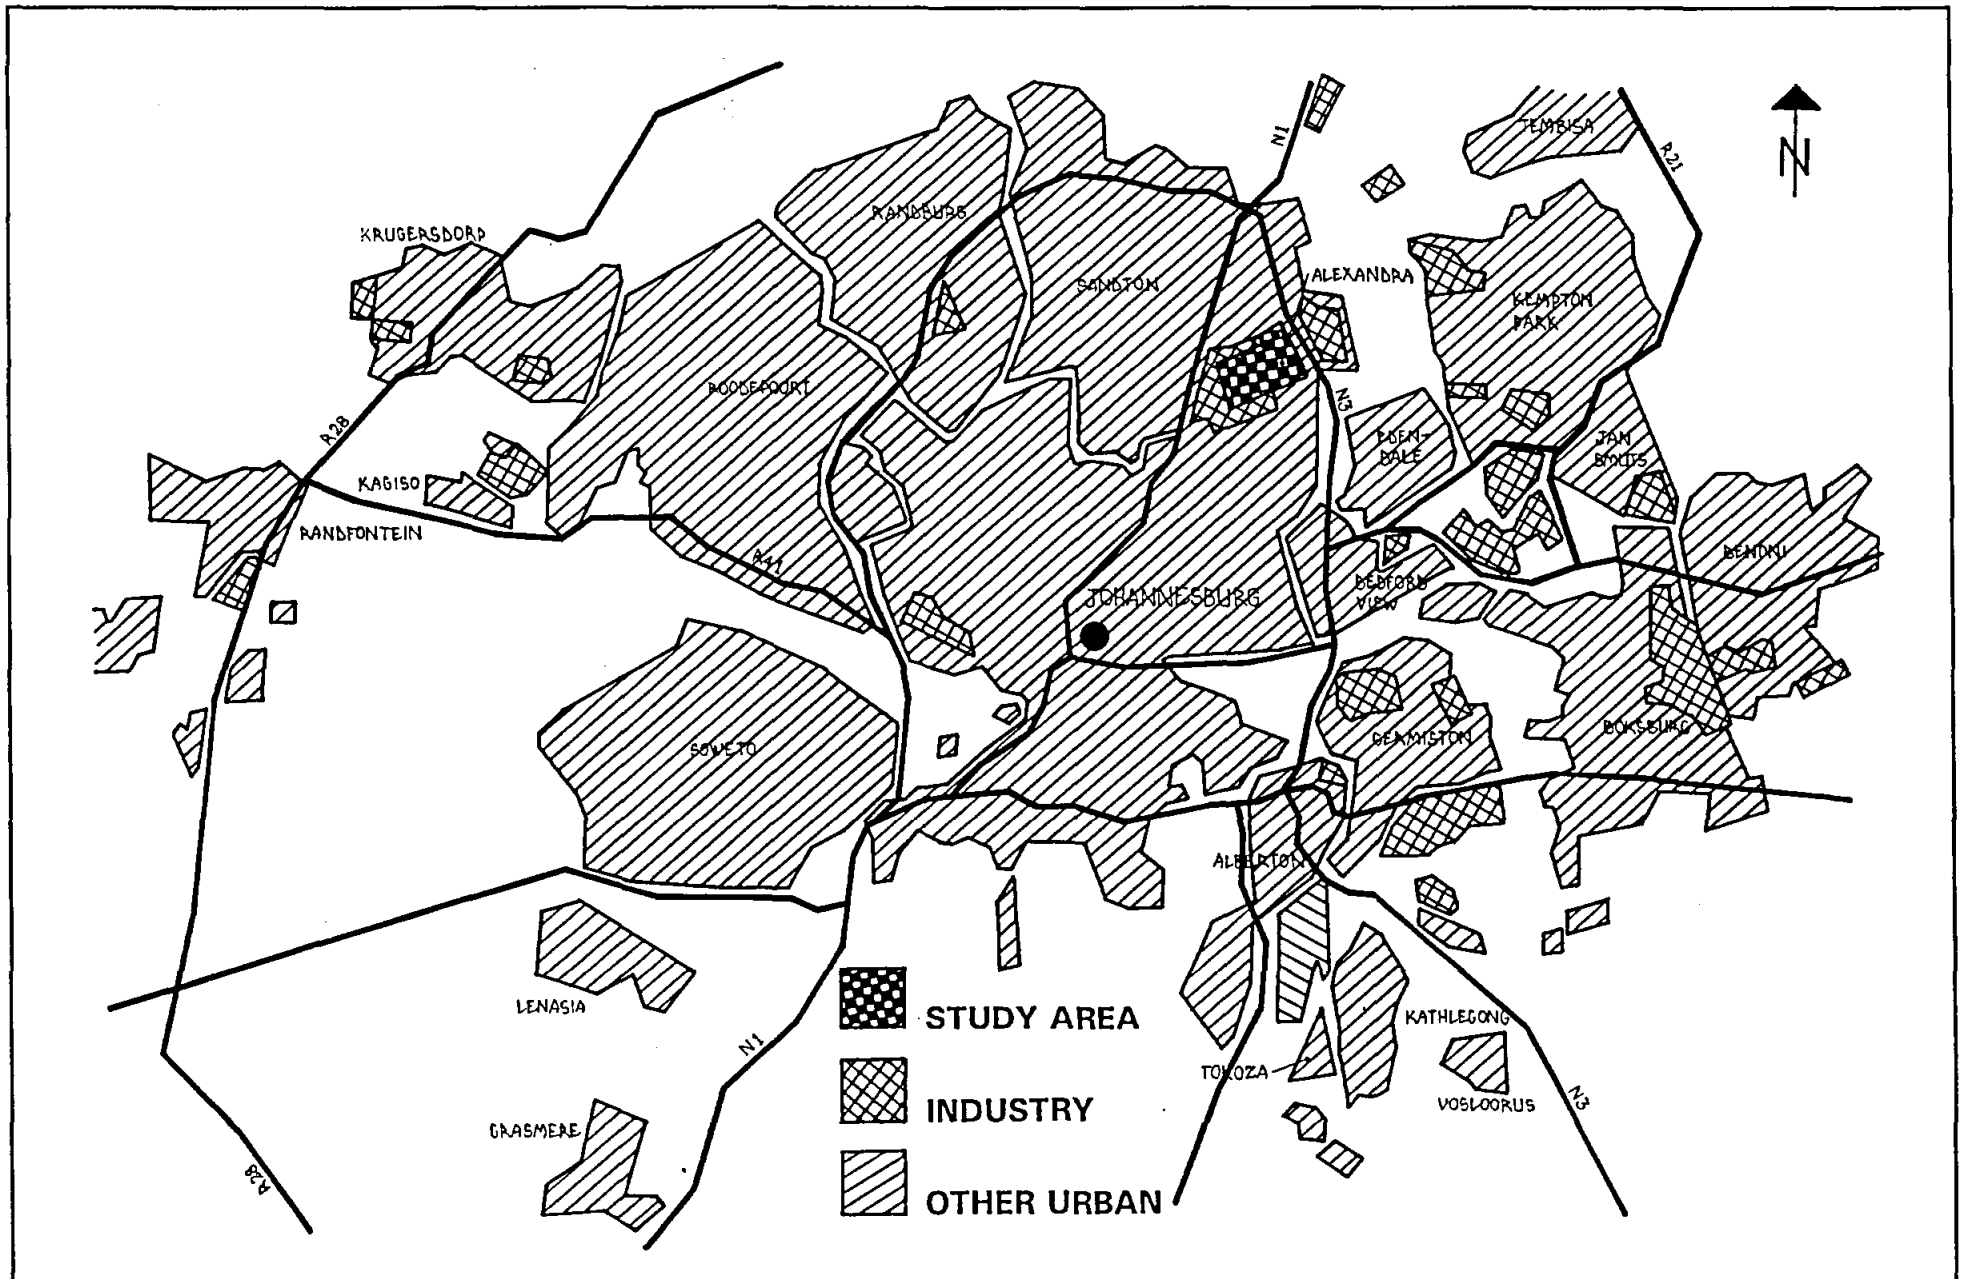 N1
TEMBISA
R21
N
RANDBURG
KRUGERSDORP
ALEXANDRA
SANDTON
KEMPTON
PARK
ROODEPOORT
N3
R28
EDEN-
DALE
JAN
SMUTS
KAGISO
RANDFONTEIN
R41
BENONI
BEDFORD
VIEW
JOHANNESBURG
SOWETO
GERMISTON
BOKSBURG
ALBERTON
LENASIA
STUDY AREA
KATHLEGONG
N1
TOKOZA
INDUSTRY
VOSLOORUS
N3
GRASMERE
R28
OTHER URBAN